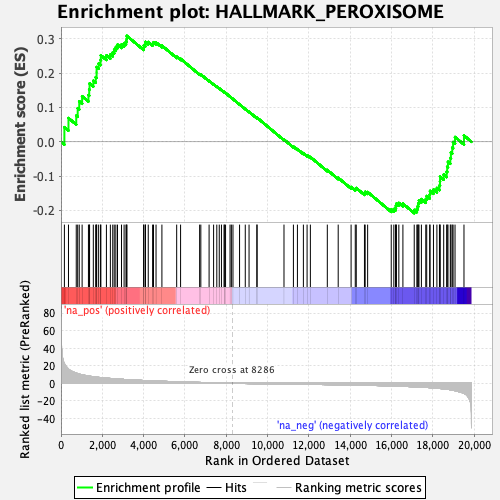 Enrichment plot: HALLMARK_PEROXISOME
Enrichment score (ES)
0.3
0.2
0.1
0.0
-0.1
-0.2
'na_pos' (positively correlated)
Ranked list metric (PreRanked)
80
60
40
20
0
-20
-40
Zero cross at 8286
'na_neg' (negatively correlated)
0
2,000
4,000
6,000
8,000
10,000
12,000
14,000
16,000
18,000
20,000
Rank in Ordered Dataset
Enrichment profile
Hits
Ranking metric scores